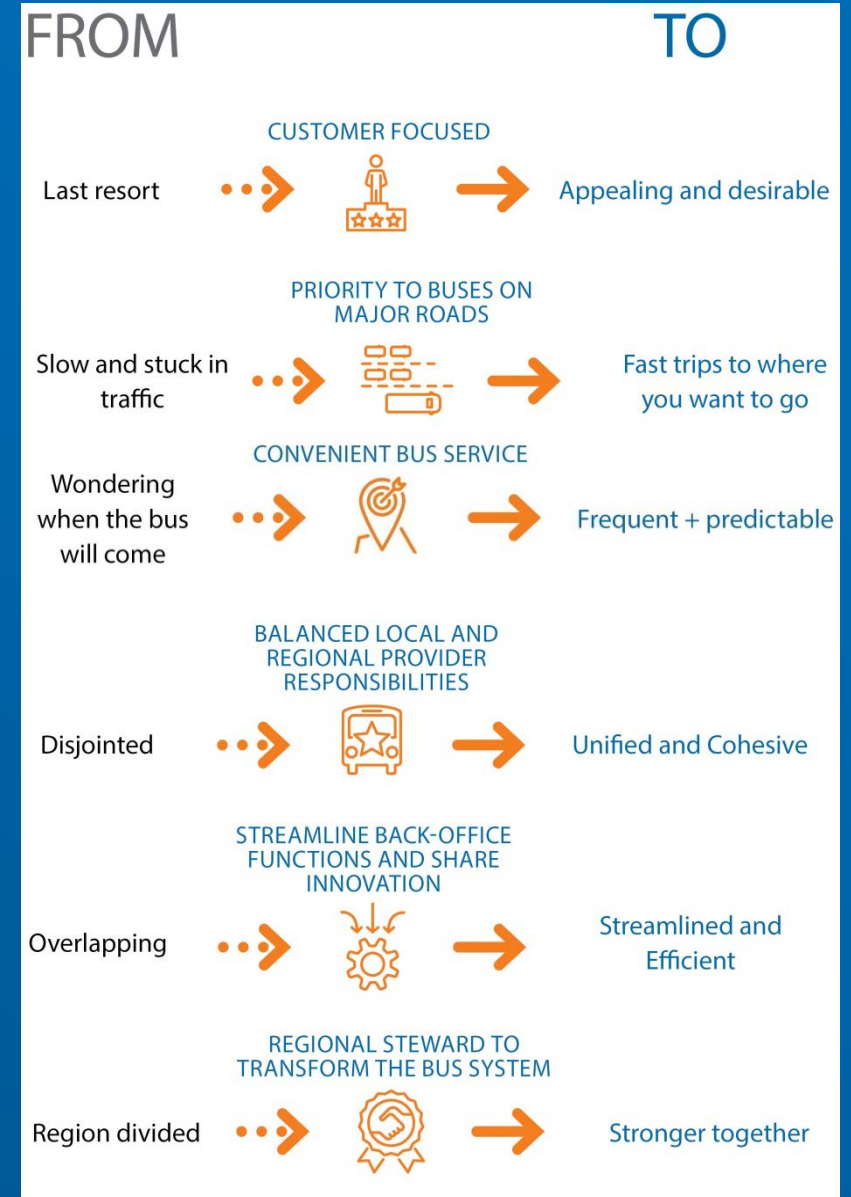 FROM
TO
CUSTOMER FOCUSED
Last resort
Appealing and desirable
PRIORITY TO BUSES ON
MAJOR ROADS
Slow and stuck in
traffic
Fast trips to where
you want to go
CONVENIENT BUS SERVICE
Wondering
when the bus
will come
Frequent + predictable
BALANCED LOCAL AND
REGIONAL PROVIDER
RESPONSIBILITIES
Disjointed
Unified and Cohesive
STREAMLINE BACK-OFFICE
FUNCTIONS AND SHARE
INNOVATION
Overlapping
Streamlined and
Efficient
REGIONAL STEWARD TO
TRANSFORM THE BUS SYSTEM
Region divided
Stronger together